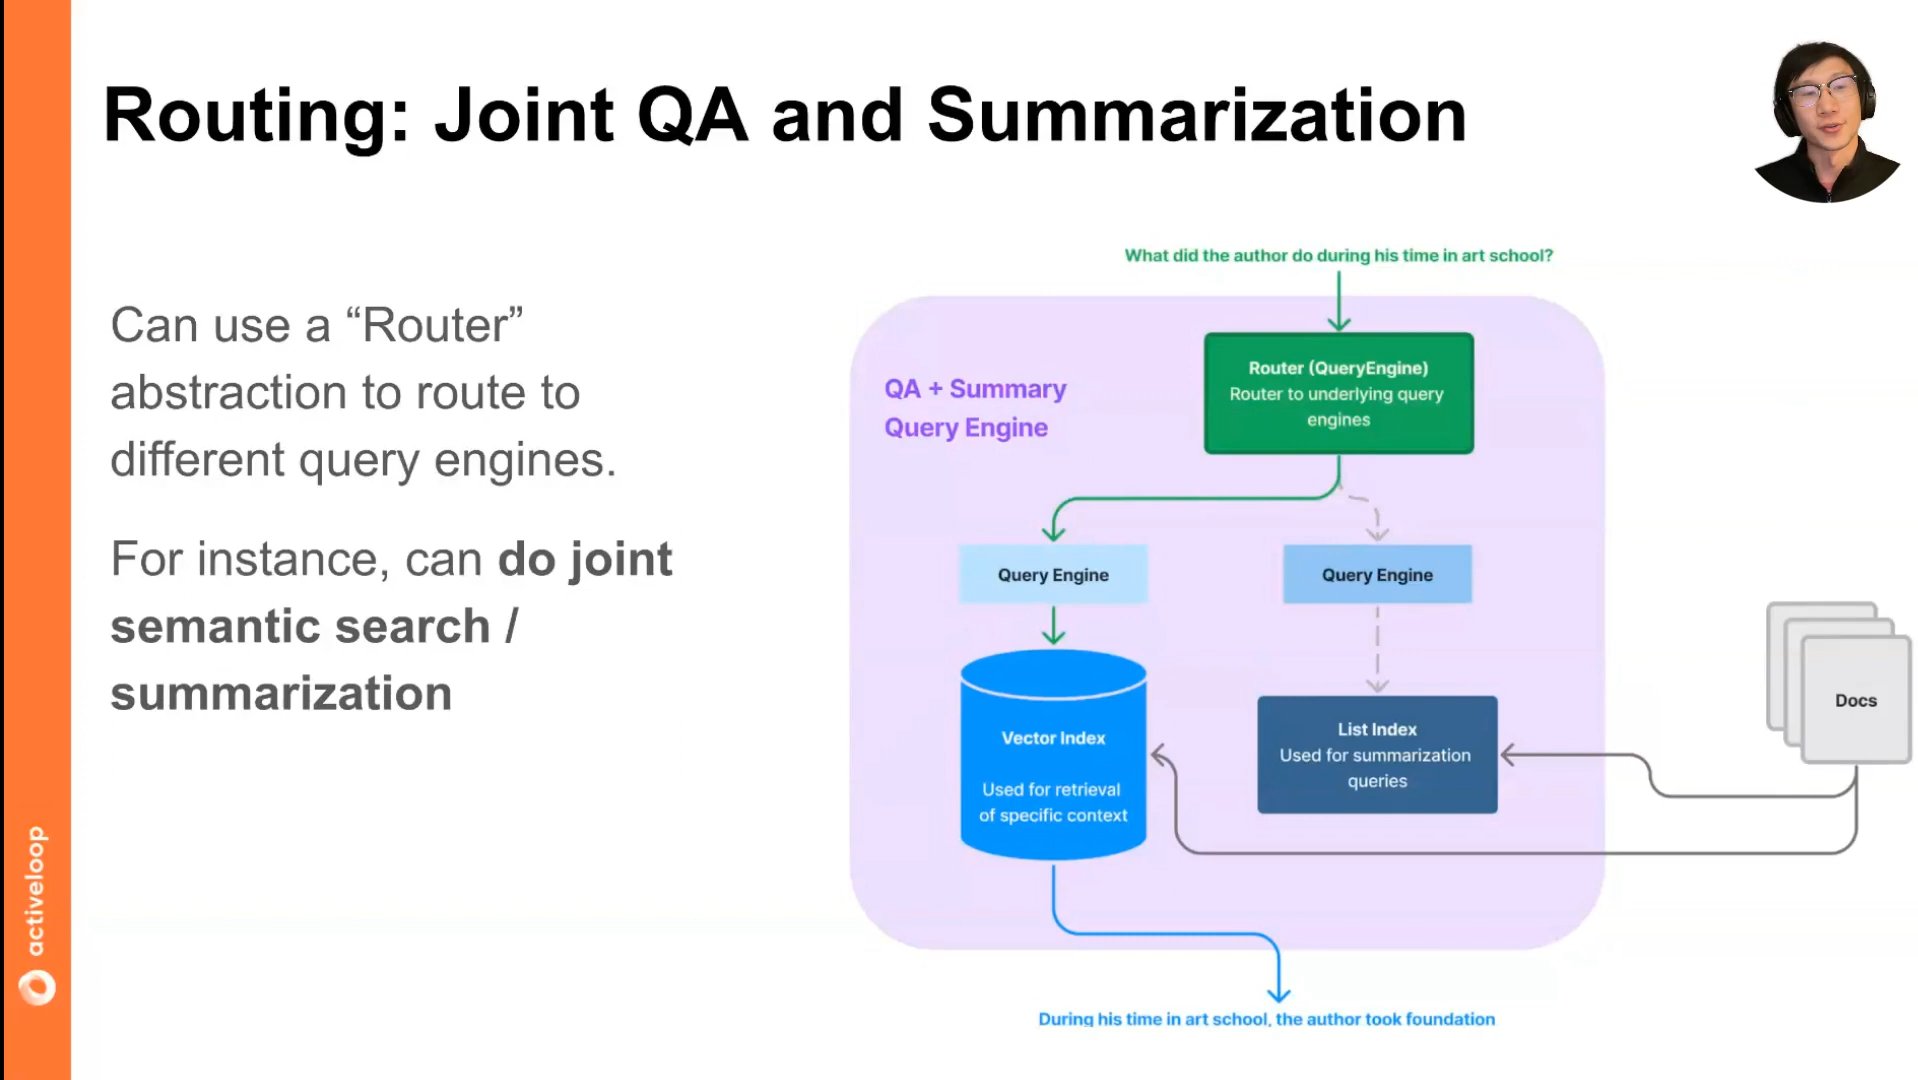 Routing: Joint QA and Summarization
Can use a “Router”
abstraction to route to
different query engines.
For instance, can do joint
semantic search /
summarization
What did the author do during his time in art school?
QA + Summary
Query Engine
Router (QueryEngine)
Router to underlying query
engines
Query Engine
Query Engine
Vector Index
Used for retrieval
of specific context
List Index
Used for summarization
queries
Docs
During his time in art school, the author took foundation
activeloop